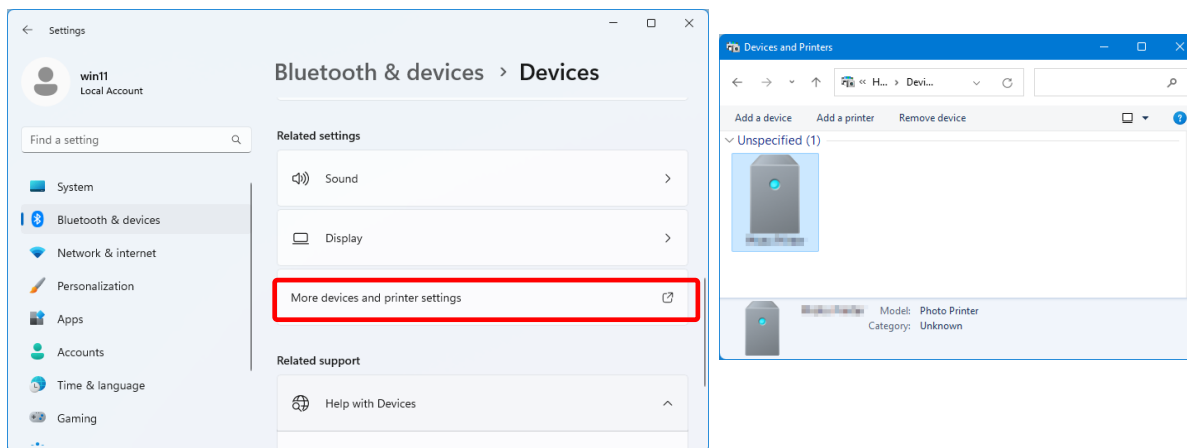 Settings
win11
Local Account
Find a setting
System
Bluetooth & devices
Network & internet
Personalization
Apps
Accounts
Time & language
Gaming
Bluetooth & devices > Devices
Related settings
Sound
Display
More devices and printer settings
Related support
Help with Devices
Devices and Printers
« H... > Devi...
Add a device Add a printer Remove device
Unspecified (1)
Model: Photo Printer
Category: Unknown